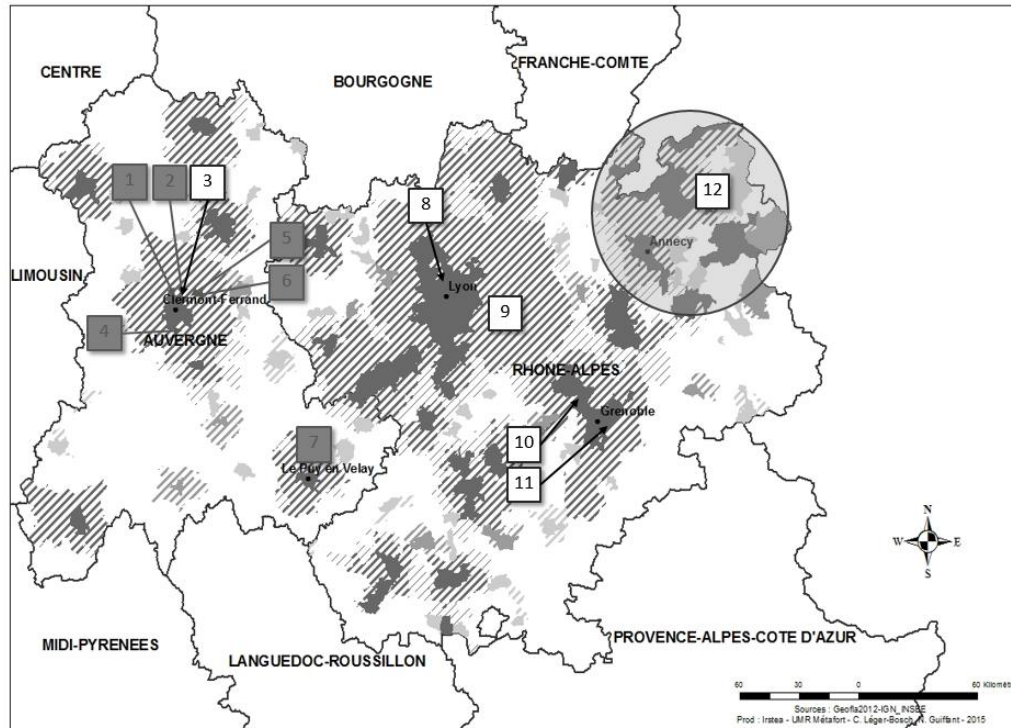 CENTRE
BOURGOGNE
FRANCHE-COMTE
1 2 3
8
12
LIMOUSIN
5
Annecy
6
Clermont-Ferrand
Lyon
9
4
AUVERGNE
RHONE-ALPES
Grenoble
7
10
Le Puy en Velay
11
N
W E
S
MIDI-PYRENEES
LANGUEDOC-ROUSSILLON
PROVENCE-ALPES-COTE D'AZUR
60 30 0 60 Kilomèt
Sources : Geofla2012-IGN_INSEE
Prod : Irstea - UMR Métafort - C. Léger-Bosch, N. Guiffant - 2015